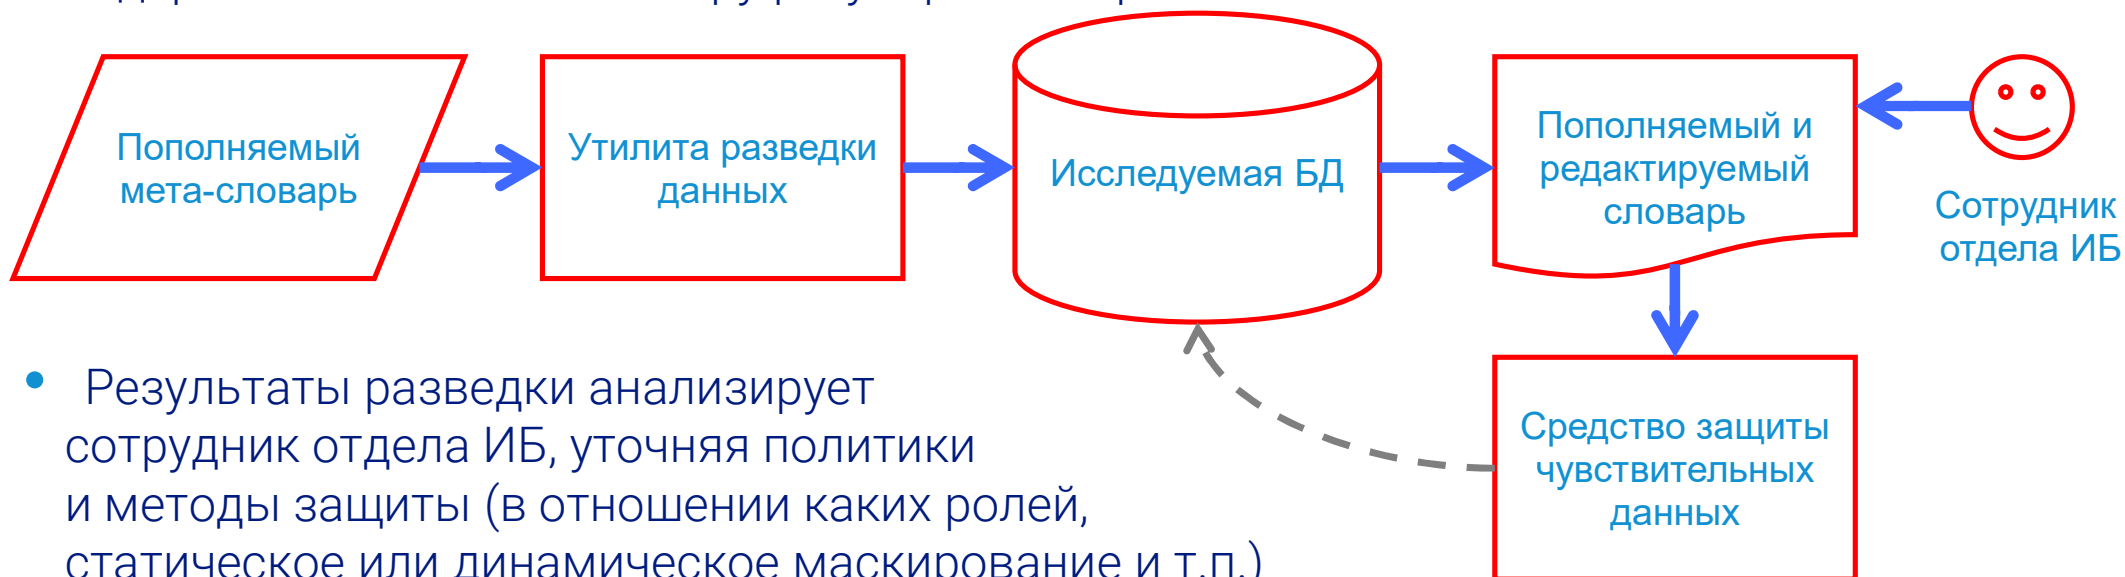 Пополняемый
мета-словарь
Утилита разведки
данных
Исследуемая БД
Пополняемый и
редактируемый
словарь
Сотрудник
отдела ИБ
• Результаты разведки анализирует
сотрудник отдела ИБ, уточняя политики
и методы защиты (в отношении каких ролей,
статическое или динамическое маскирование и т.п.)
Средство защиты
чувствительных
данных